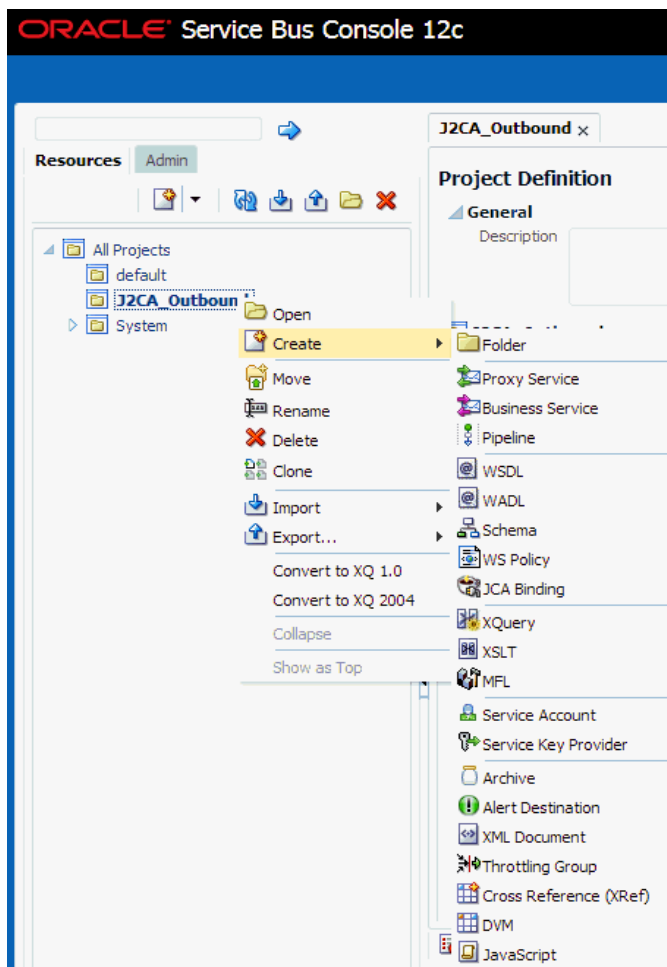 ORACLE Service Bus Console 12c
J2CA_Outbound ×
Resources Admin
Project Definition
General
Description
All Projects
default
J2CA_Outboun
System
Open
Create
Move
Rename
Delete
Clone
Import
Export...
Convert to XQ 1.0
Convert to XQ 2004
Collapse
Show as Top
Folder
Proxy Service
Business Service
Pipeline
WSDL
WADL
Schema
WS Policy
JCA Binding
XQuery
XSLT
MFL
Service Account
Service Key Provider
Archive
Alert Destination
XML Document
Throttling Group
Cross Reference (XRef)
DVM
JavaScript